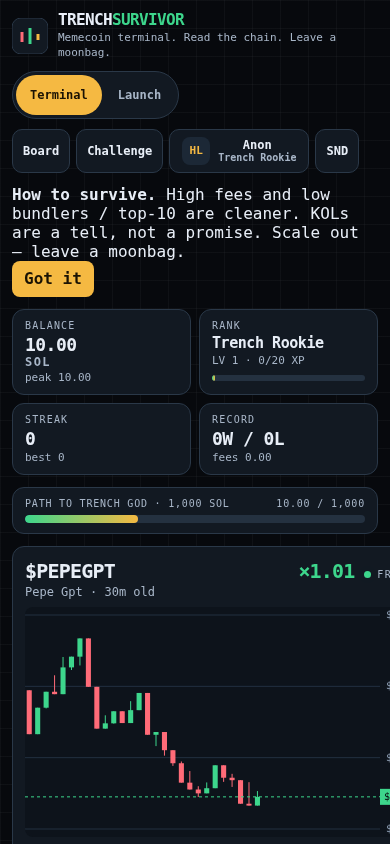 TRENCHSURVIVOR
Memecoin terminal. Read the chain. Leave a
moonbag.
Terminal
Launch
Board
Challenge
HL
Anon
Trench Rookie
SND
How to survive. High fees and low
bundlers / top-10 are cleaner. KOLs
are a tell, not a promise. Scale out
— leave a moonbag.
Got it
BALANCE
10.00
SOL
peak 10.00
RANK
Trench Rookie
LV 1 · 0/20 XP
STREAK
0
best 0
RECORD
0W / 0L
fees 0.00
PATH TO TRENCH GOD · 1,000 SOL
10.00 / 1,000
$PEPEGPT
×1.01
FR
Pepe Gpt · 30m old
$
$
$
$
$